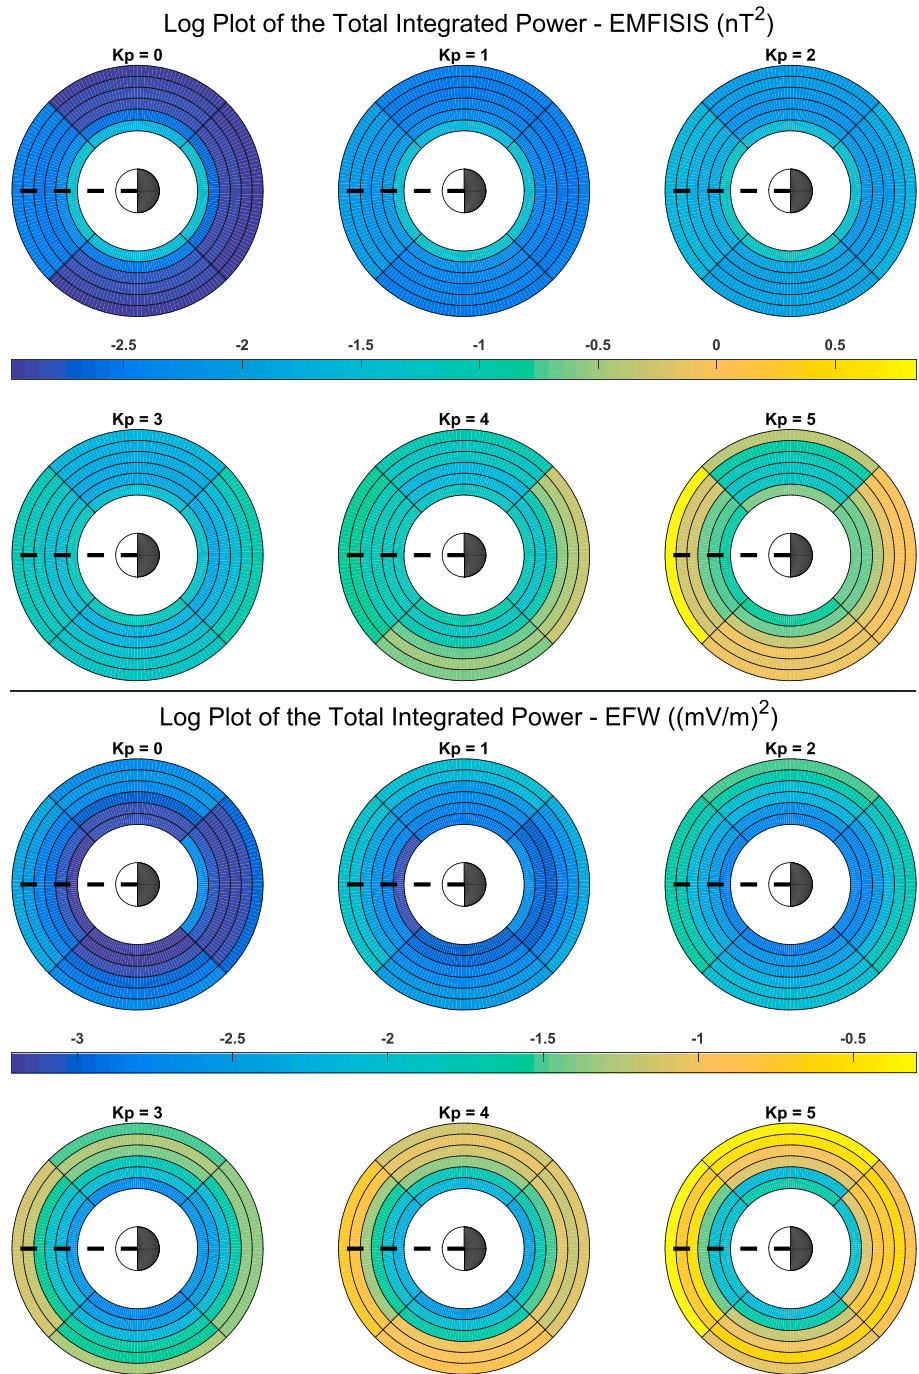 Log Plot of the Total Integrated Power - EMFISIS (nT²)
Kp = 0 Kp = 1 Kp = 2
-2.5 -2 -1.5 -1 -0.5 0 0.5
Kp = 3 Kp = 4 Kp = 5
Log Plot of the Total Integrated Power - EFW ((mV/m)²)
Kp = 0 Kp = 1 Kp = 2
-3 -2.5 -2 -1.5 -1 -0.5
Kp = 3 Kp = 4 Kp = 5